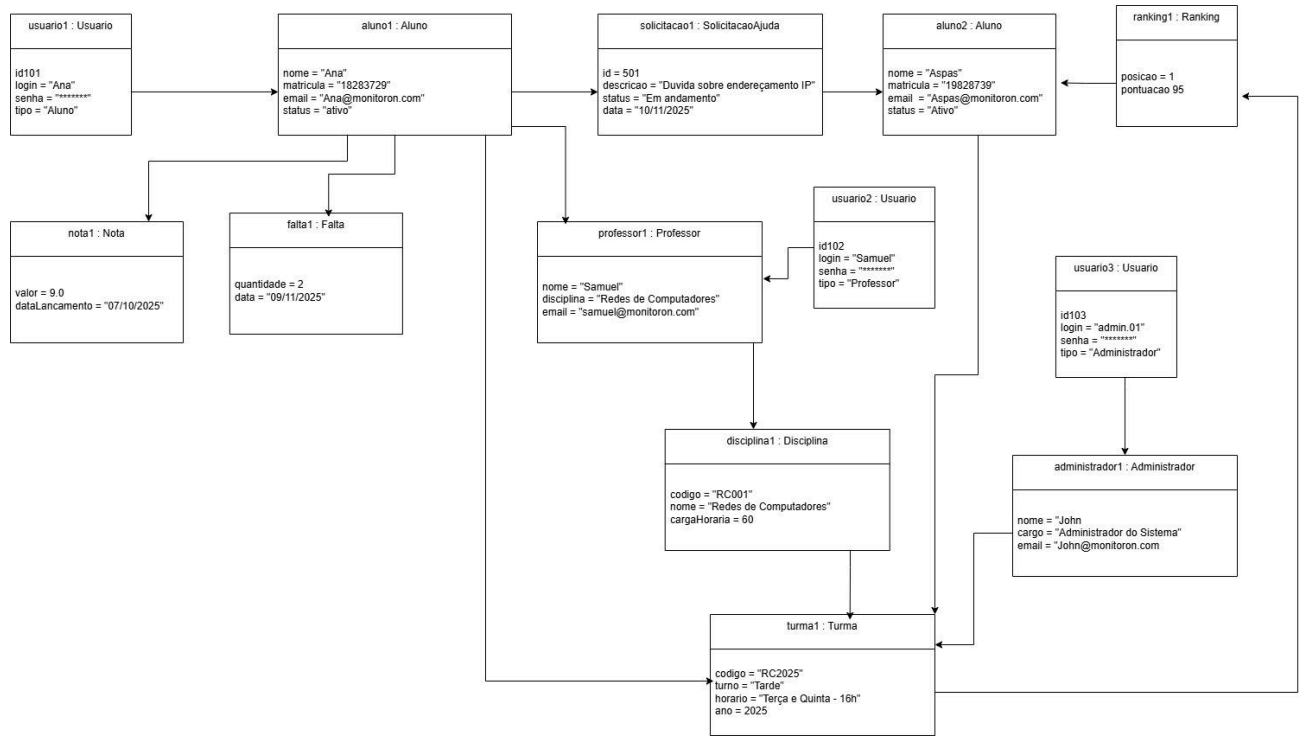 usuario1 : Usuario
id101
login = "Ana"
senha = "*******"
tipo = "Aluno"
aluno1 : Aluno
nome = "Ana"
matricula = "18283729"
email = "Ana@monitoron.com"
status = "ativo"
solicitacao1 : SolicitacaoAjuda
id = 501
descricao = "Duvida sobre endereçamento IP"
status = "Em andamento"
data = "10/11/2025"
aluno2 : Aluno
nome = "Aspas"
matricula = "19828739"
email  = "Aspas@monitoron.com"
status = "Ativo"
ranking1 : Ranking
posicao = 1
pontuacao 95
nota1 : Nota
valor = 9.0
dataLancamento = "07/10/2025"
falta1 : Falta
quantidade = 2
data = "09/11/2025"
professor1 : Professor
nome = "Samuel"
disciplina = "Redes de Computadores"
email = "samuel@monitoron.com"
usuario2 : Usuario
id102
login = "Samuel"
senha = "*******"
tipo = "Professor"
usuario3 : Usuario
id103
login = "admin.01"
senha = "*******"
tipo = "Administrador"
disciplina1 : Disciplina
codigo = "RC001"
nome = "Redes de Computadores"
cargaHoraria = 60
administrador1 : Administrador
nome = "John
cargo = "Administrador do Sistema"
email = "John@monitoron.com
turma1 : Turma
codigo = "RC2025"
turno = "Tarde"
horario = "Terça e Quinta - 16h"
ano = 2025